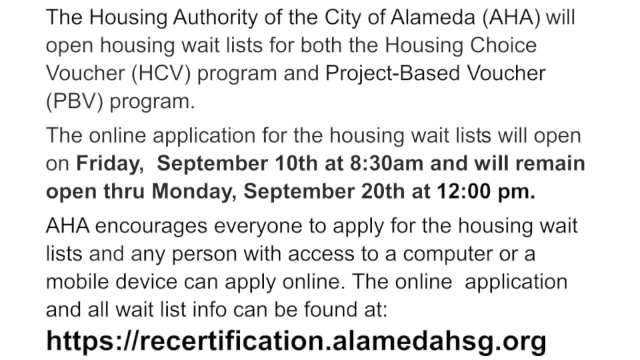 The Housing Authority of the City of Alameda (AHA) will
open housing wait lists for both the Housing Choice
Voucher (HCV) program and Project-Based Voucher
(PBV) program.
The online application for the housing wait lists will open
on Friday,  September 10th at 8:30am and will remain
open thru Monday, September 20th at 12:00 pm.
AHA encourages everyone to apply for the housing wait
lists and any person with access to a computer or a
mobile device can apply online. The online  application
and all wait list info can be found at:
https://recertification.alamedahsg.org